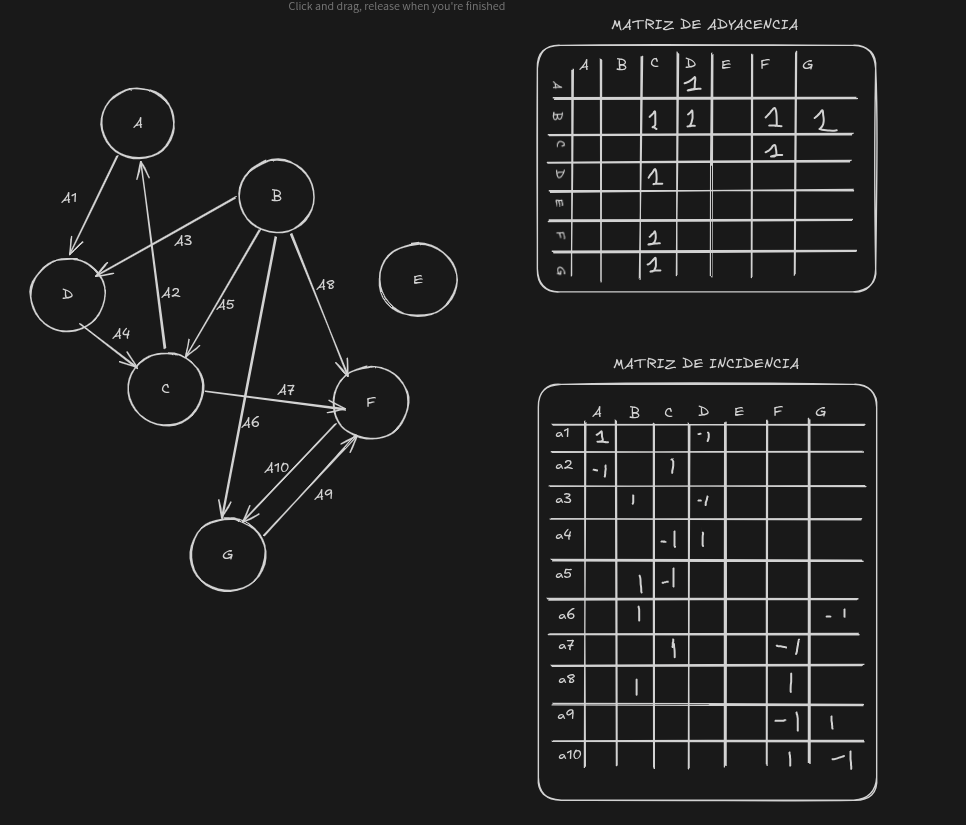 Click and drag, release when you're finished
MATRIZ DE ADYACENCIA
A B C D E F G
A 1
B 1 1 1 1
C 1
D 1
E
F 1
G 1
A
B
C
D
E
F
G
A1
A2
A3
A4
A5
A6
A7
A8
A9
A10
MATRIZ DE INCIDENCIA
A B C D E F G
a1 1 -1
a2 -1 1
a3 1 -1
a4 -1 1
a5 1 -1
a6 1 -1
a7 1 -1
a8 1 1
a9 -1 1
a10 1 -1